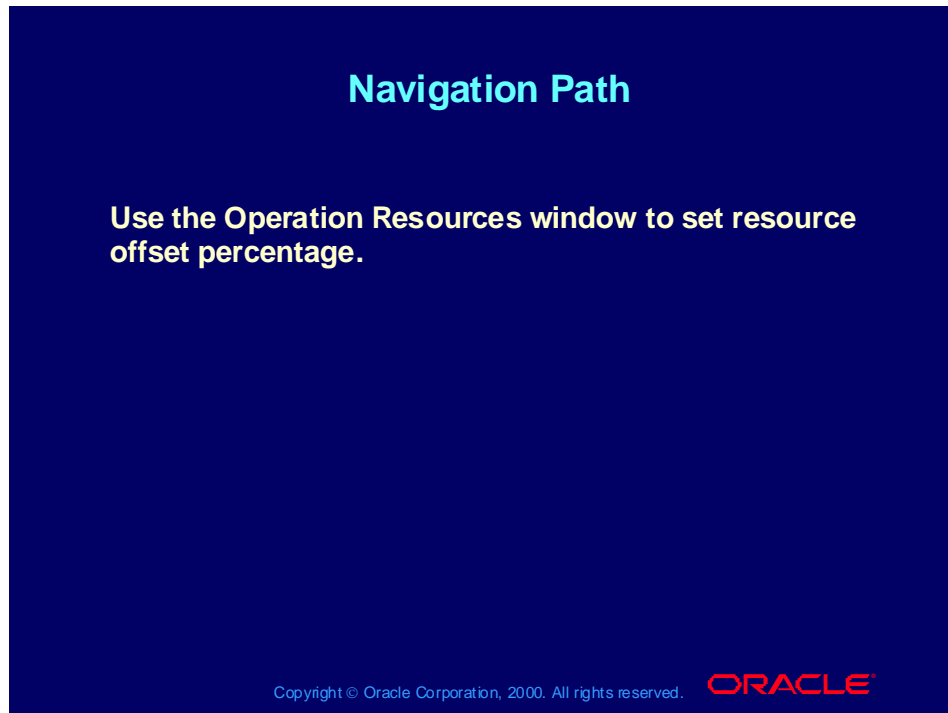 Navigation Path
Use the Operation Resources window to set resource
offset percentage.
Copyright © Oracle Corporation, 2000. All rights reserved.
ORACLE®